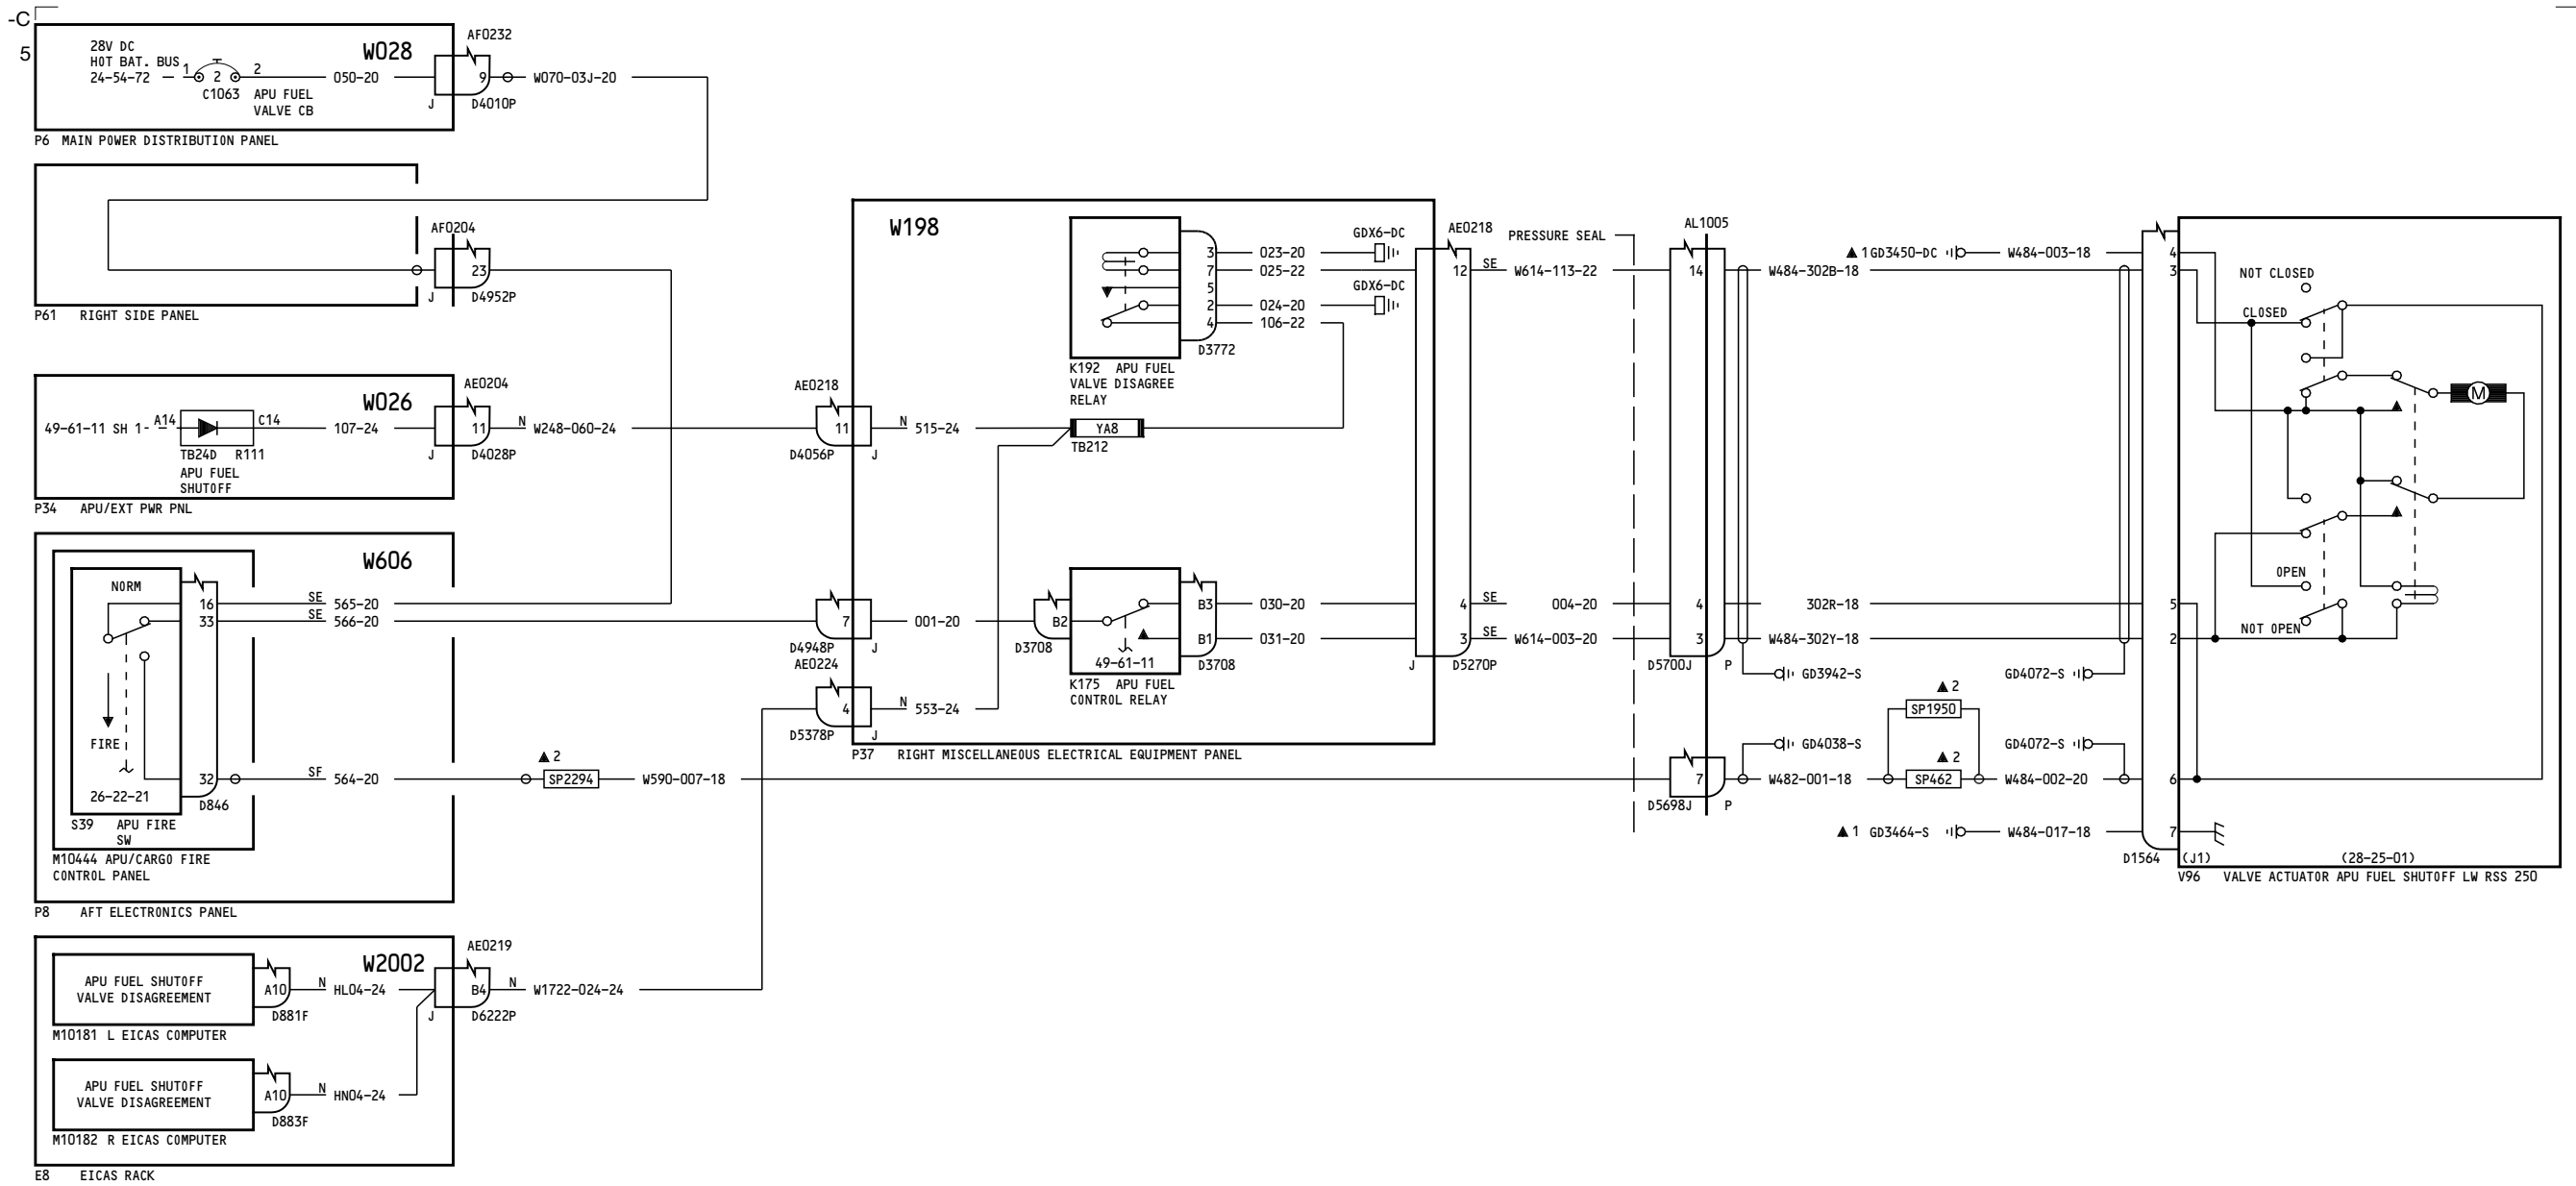 -C
5
28V DC
HOT BAT. BUS
24-54-72
1
2
2
C1063
APU FUEL
VALVE CB
050-20
W028
AF0232
9
J
D4010P
W070-03J-20
P6 MAIN POWER DISTRIBUTION PANEL
AF0204
23
J
D4952P
P61 RIGHT SIDE PANEL
W026
49-61-11 SH 1-
A14
C14
TB24D R111
APU FUEL
SHUTOFF
107-24
AE0204
11
J
D4028P
N
W248-060-24
P34 APU/EXT PWR PNL
W606
NORM
16
33
SE 565-20
SE 566-20
FIRE
26-22-21
32
SF 564-20
D846
S39 APU FIRE
SW
M10444 APU/CARGO FIRE
CONTROL PANEL
P8 AFT ELECTRONICS PANEL
▲ 2
SP2294
W590-007-18
W2002
APU FUEL SHUTOFF
VALVE DISAGREEMENT
A10
N HL04-24
D881F
M10181 L EICAS COMPUTER
AE0219
B4
J
D6222P
N
W1722-024-24
APU FUEL SHUTOFF
VALVE DISAGREEMENT
A10
N HN04-24
D883F
M10182 R EICAS COMPUTER
E8 EICAS RACK
W198
AE0218
11
D4056P
J
N 515-24
YA8
TB212
7
D4948P
J
001-20
AE0224
4
D5378P
J
N 553-24
3
7
5
2
4
D3772
023-20
025-22
024-20
106-22
GDX6-DC
GDX6-DC
K192 APU FUEL
VALVE DISAGREE
RELAY
B2
D3708
49-61-11
B3
B1
D3708
030-20
031-20
K175 APU FUEL
CONTROL RELAY
P37 RIGHT MISCELLANEOUS ELECTRICAL EQUIPMENT PANEL
AE0218
12
4
3
J
D5270P
SE W614-113-22
SE 004-20
SE W614-003-20
PRESSURE SEAL
AL1005
14
4
3
D5700J
P
7
D5698J
P
▲ 1 GD3450-DC
W484-003-18
W484-302B-18
302R-18
W484-302Y-18
GD3942-S
GD4072-S
▲ 2
SP1950
GD4038-S
▲ 2
GD4072-S
W482-001-18
SP462
W484-002-20
▲ 1 GD3464-S
W484-017-18
4
3
5
2
6
7
D1564
(J1)
NOT CLOSED
CLOSED
M
OPEN
NOT OPEN
(28-25-01)
V96 VALVE ACTUATOR APU FUEL SHUTOFF LW RSS 250